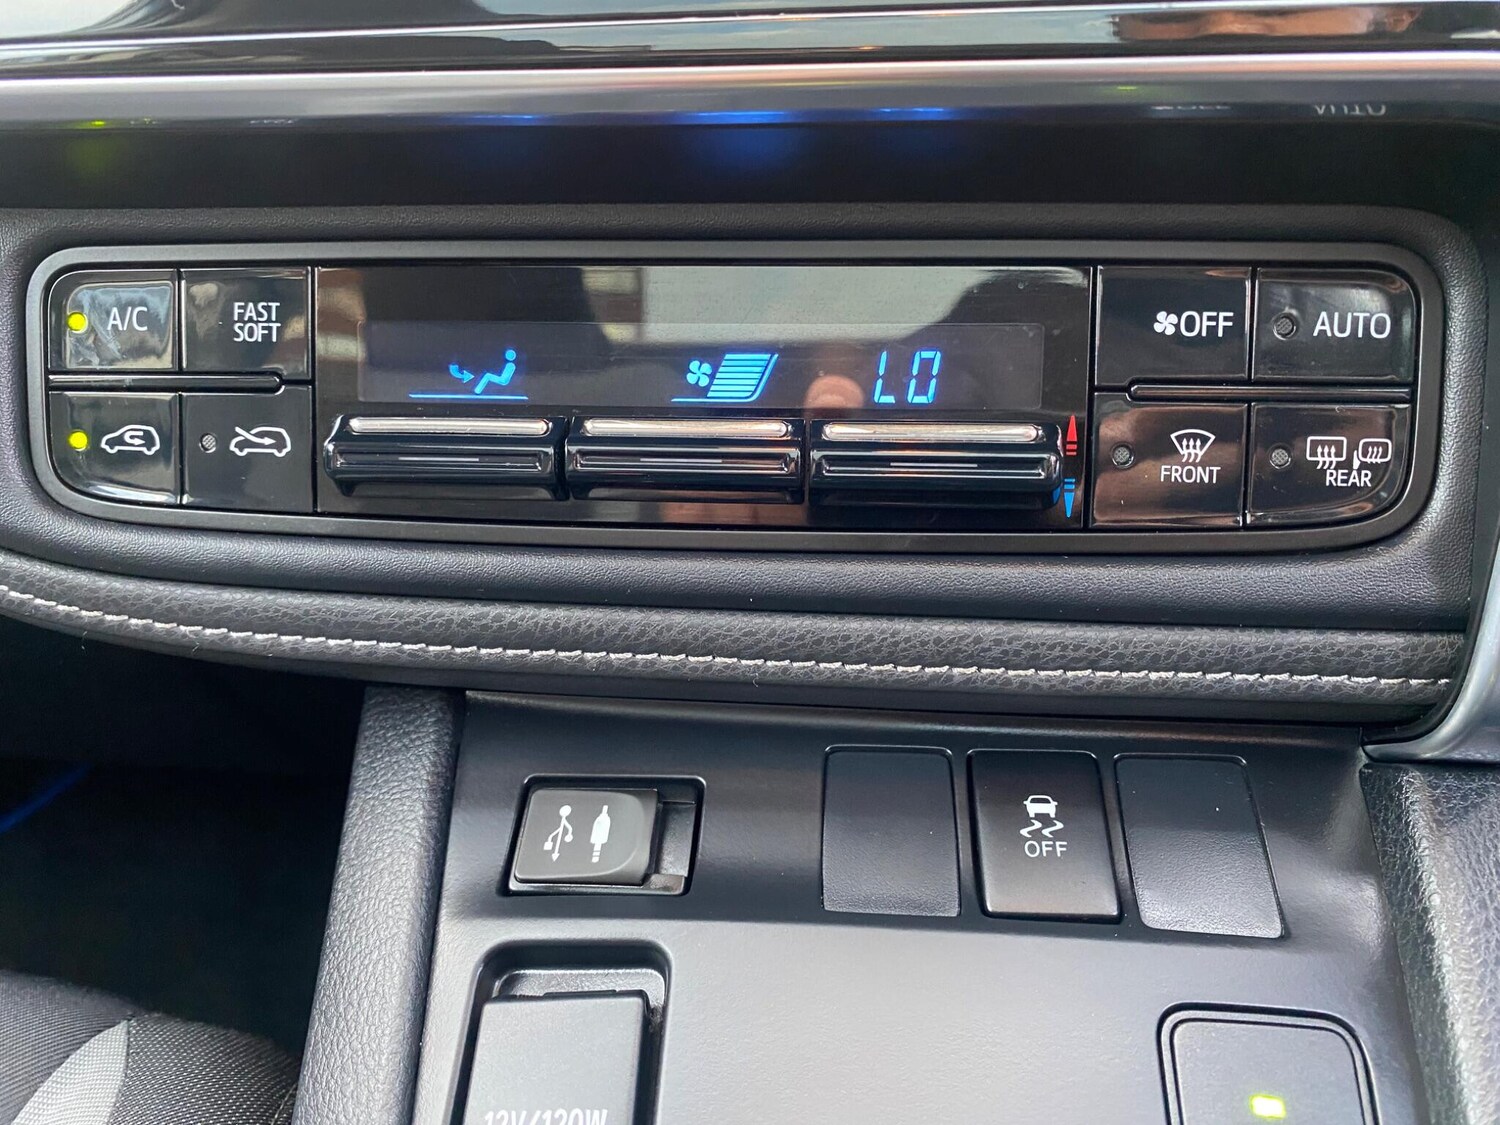 A/C
FAST
SOFT
LO
OFF
AUTO
FRONT
REAR
OFF
12V/120W